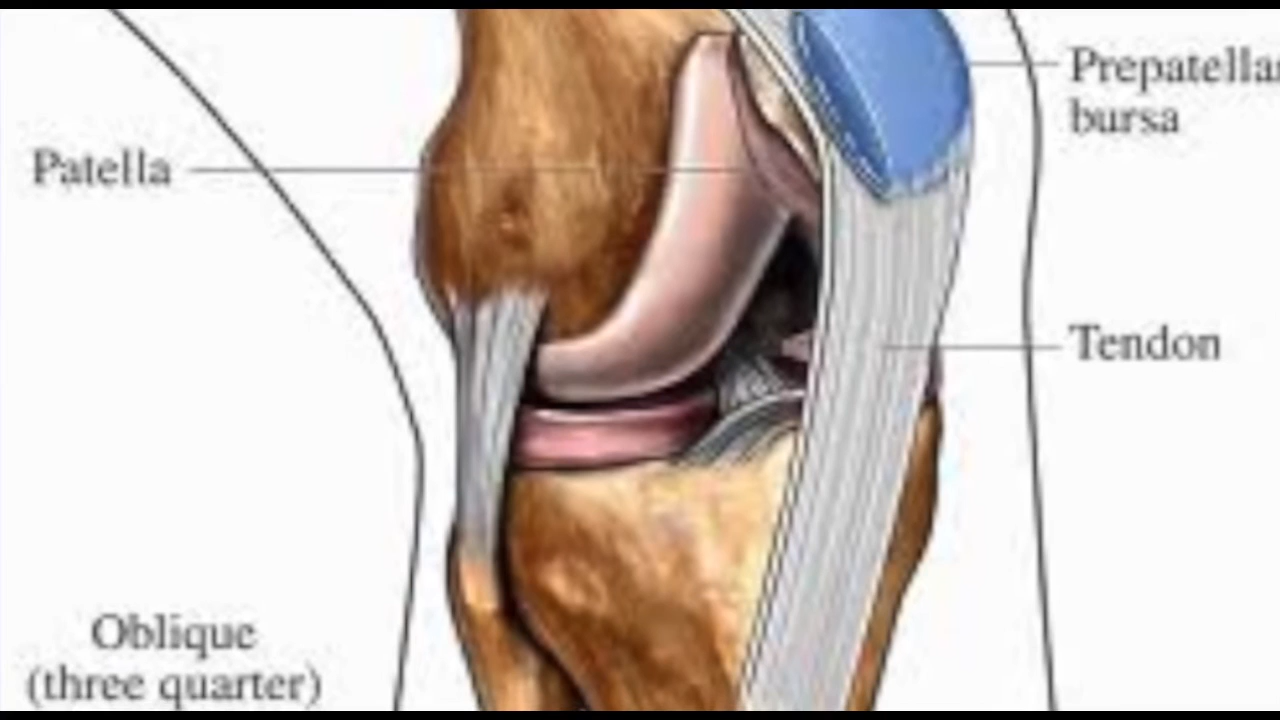 Prepatellar
bursa
Patella
Tendon
Oblique
(three quarter)